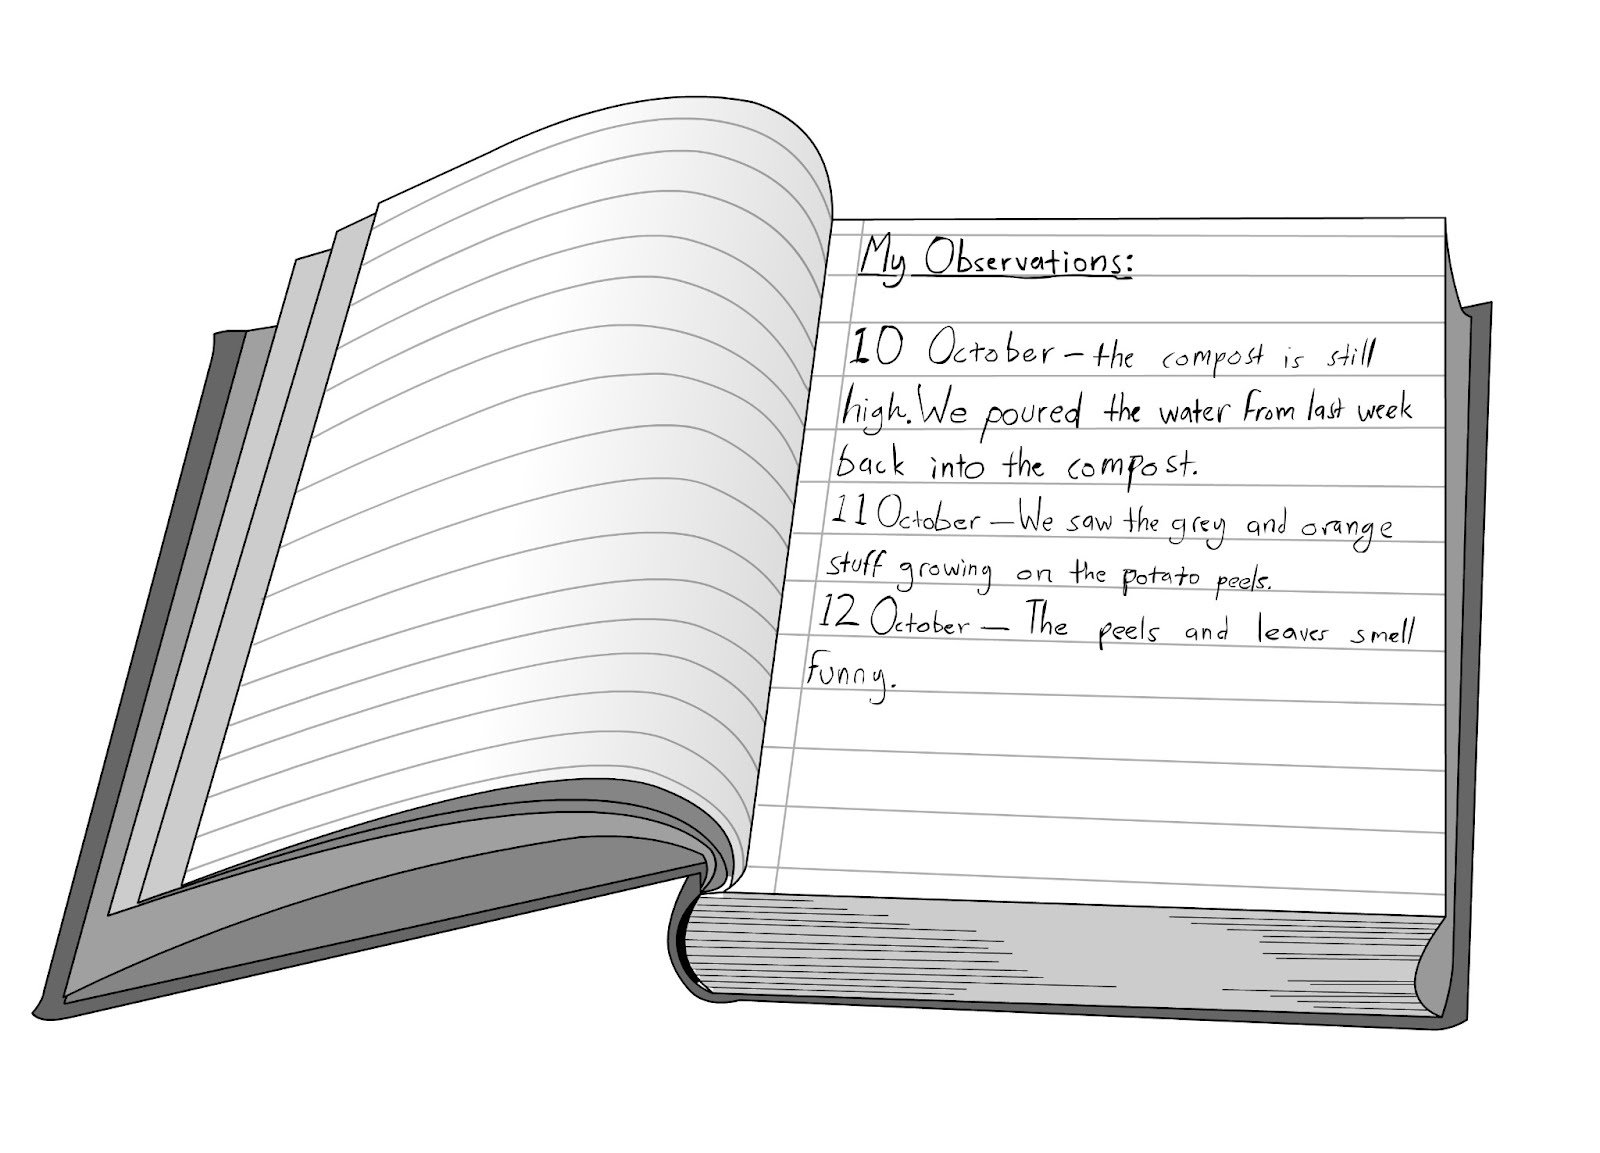 My Observations:
10 October – the compost is still
high. We poured the water from last week
back into the compost.
11 October – We saw the grey and orange
stuff growing on the potato peels.
12 October – The peels and leaves smell
funny.